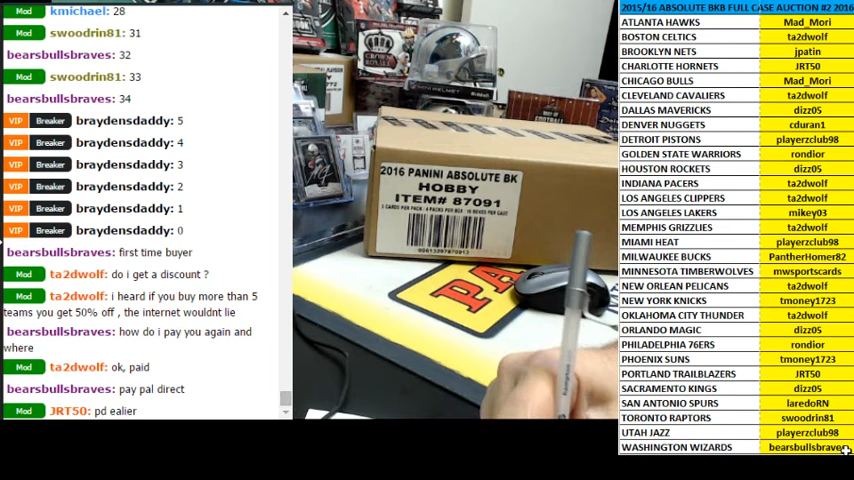 kmichael: 28
swoodrin81: 31
bearsbullsbraves: 32
swoodrin81: 33
bearsbullsbraves: 34
VIP Breaker braydensdaddy: 5
VIP Breaker braydensdaddy: 4
VIP Breaker braydensdaddy: 3
VIP Breaker braydensdaddy: 2
VIP Breaker braydensdaddy: 1
VIP Breaker braydensdaddy: 0
bearsbullsbraves: first time buyer
Mod ta2dwolf: do i get a discount ?
Mod ta2dwolf: i heard if you buy more than 5
teams you get 50% off , the internet wouldnt lie
bearsbullsbraves: how do i pay you again and
where
Mod ta2dwolf: ok, paid
bearsbullsbraves: pay pal direct
Mod JRT50: pd ealier
CROWN
ROYALE
2016 PANINI ABSOLUTE BK
HOBBY
ITEM# 87091
PA
2015/16 ABSOLUTE BKB FULL CASE AUCTION #2 2016
ATLANTA HAWKS Mad_Mori
BOSTON CELTICS ta2dwolf
BROOKLYN NETS jpatin
CHARLOTTE HORNETS JRT50
CHICAGO BULLS Mad_Mori
CLEVELAND CAVALIERS ta2dwolf
DALLAS MAVERICKS dizz05
DENVER NUGGETS cduran1
DETROIT PISTONS playerzclub98
GOLDEN STATE WARRIORS rondior
HOUSTON ROCKETS dizz05
INDIANA PACERS ta2dwolf
LOS ANGELES CLIPPERS ta2dwolf
LOS ANGELES LAKERS mikey03
MEMPHIS GRIZZLIES ta2dwolf
MIAMI HEAT playerzclub98
MILWAUKEE BUCKS PantherHomer82
MINNESOTA TIMBERWOLVES mwsportscards
NEW ORLEAN PELICANS ta2dwolf
NEW YORK KNICKS tmoney1723
OKLAHOMA CITY THUNDER ta2dwolf
ORLANDO MAGIC dizz05
PHILADELPHIA 76ERS rondior
PHOENIX SUNS tmoney1723
PORTLAND TRAILBLAZERS JRT50
SACRAMENTO KINGS dizz05
SAN ANTONIO SPURS laredoRN
TORONTO RAPTORS swoodrin81
UTAH JAZZ playerzclub98
WASHINGTON WIZARDS bearsbullsbraves